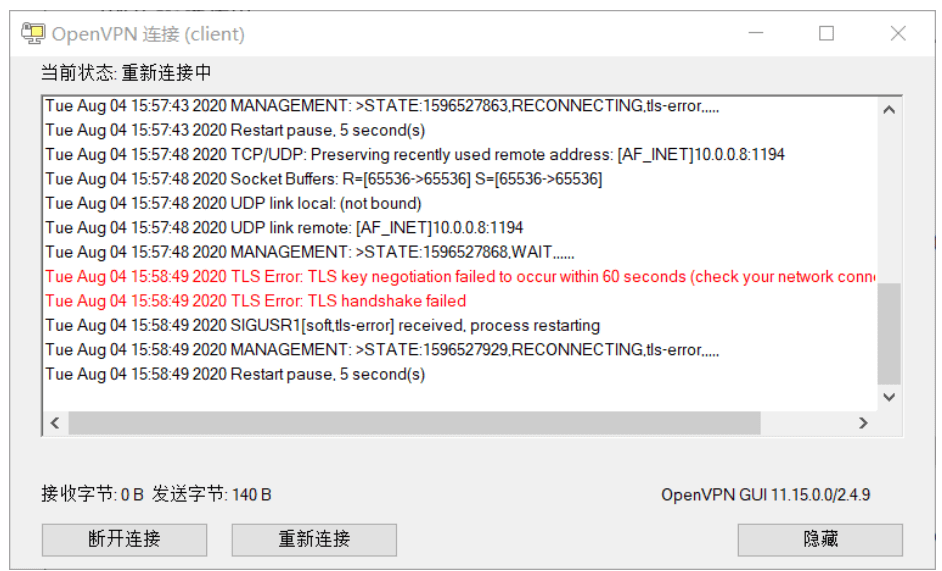 OpenVPN 连接 (client)
当前状态: 重新连接中
Tue Aug 04 15:57:43 2020 MANAGEMENT: >STATE:1596527863,RECONNECTING,tls-error,,,,,
Tue Aug 04 15:57:43 2020 Restart pause, 5 second(s)
Tue Aug 04 15:57:48 2020 TCP/UDP: Preserving recently used remote address: [AF_INET]10.0.0.8:1194
Tue Aug 04 15:57:48 2020 Socket Buffers: R=[65536->65536] S=[65536->65536]
Tue Aug 04 15:57:48 2020 UDP link local: (not bound)
Tue Aug 04 15:57:48 2020 UDP link remote: [AF_INET]10.0.0.8:1194
Tue Aug 04 15:57:48 2020 MANAGEMENT: >STATE:1596527868,WAIT,,,,,,
Tue Aug 04 15:58:49 2020 TLS Error: TLS key negotiation failed to occur within 60 seconds (check your network conn
Tue Aug 04 15:58:49 2020 TLS Error: TLS handshake failed
Tue Aug 04 15:58:49 2020 SIGUSR1[soft,tls-error] received, process restarting
Tue Aug 04 15:58:49 2020 MANAGEMENT: >STATE:1596527929,RECONNECTING,tls-error,,,,,
Tue Aug 04 15:58:49 2020 Restart pause, 5 second(s)
接收字节: 0 B 发送字节: 140 B
OpenVPN GUI 11.15.0.0/2.4.9
断开连接
重新连接
隐藏